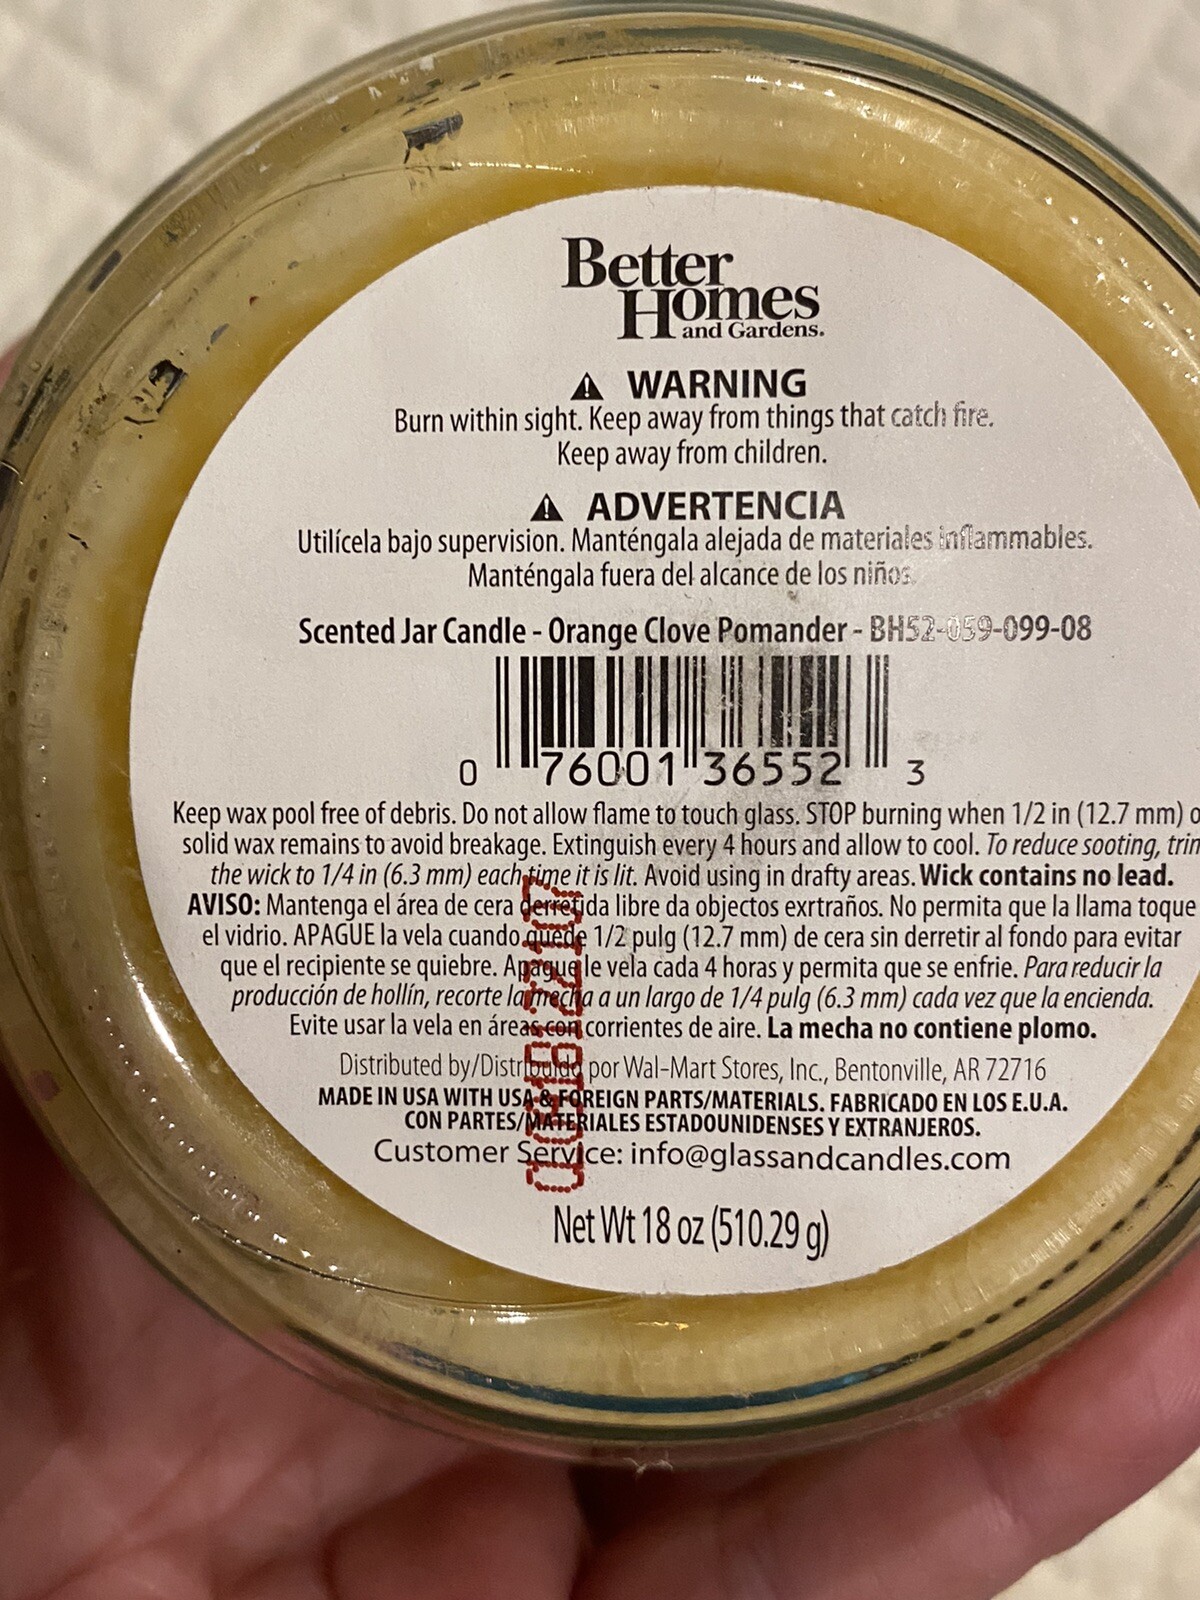 Better
Homes
and Gardens.
⚠ WARNING
Burn within sight. Keep away from things that catch fire.
Keep away from children.
⚠ ADVERTENCIA
Utilícela bajo supervision. Manténgala alejada de materiales inflammables.
Manténgala fuera del alcance de los niños.
Scented Jar Candle - Orange Clove Pomander - BH52-059-099-08
0 76001 36552 3
Keep wax pool free of debris. Do not allow flame to touch glass. STOP burning when 1/2 in (12.7 mm)
solid wax remains to avoid breakage. Extinguish every 4 hours and allow to cool. To reduce sooting,
the wick to 1/4 in (6.3 mm) each time it is lit. Avoid using in drafty areas. Wick contains no lead.
AVISO: Mantenga el área de cera derretida libre da objectos exrtraños. No permita que la llama toque
el vidrio. APAGUE la vela cuando quede 1/2 pulg (12.7 mm) de cera sin derretir al fondo para evitar
que el recipiente se quiebre. Apague le vela cada 4 horas y permita que se enfrie. Para reducir la
producción de hollín, recorte la mecha a un largo de 1/4 pulg (6.3 mm) cada vez que la encienda.
Evite usar la vela en áreas con corrientes de aire. La mecha no contiene plomo.
Distributed by/Distribuido por Wal-Mart Stores, Inc., Bentonville, AR 72716
MADE IN USA WITH USA & FOREIGN PARTS/MATERIALS. FABRICADO EN LOS E.U.A.
CON PARTES/MATERIALES ESTADOUNIDENSES Y EXTRANJEROS.
Customer Service: info@glassandcandles.com
Net Wt 18 oz (510.29 g)